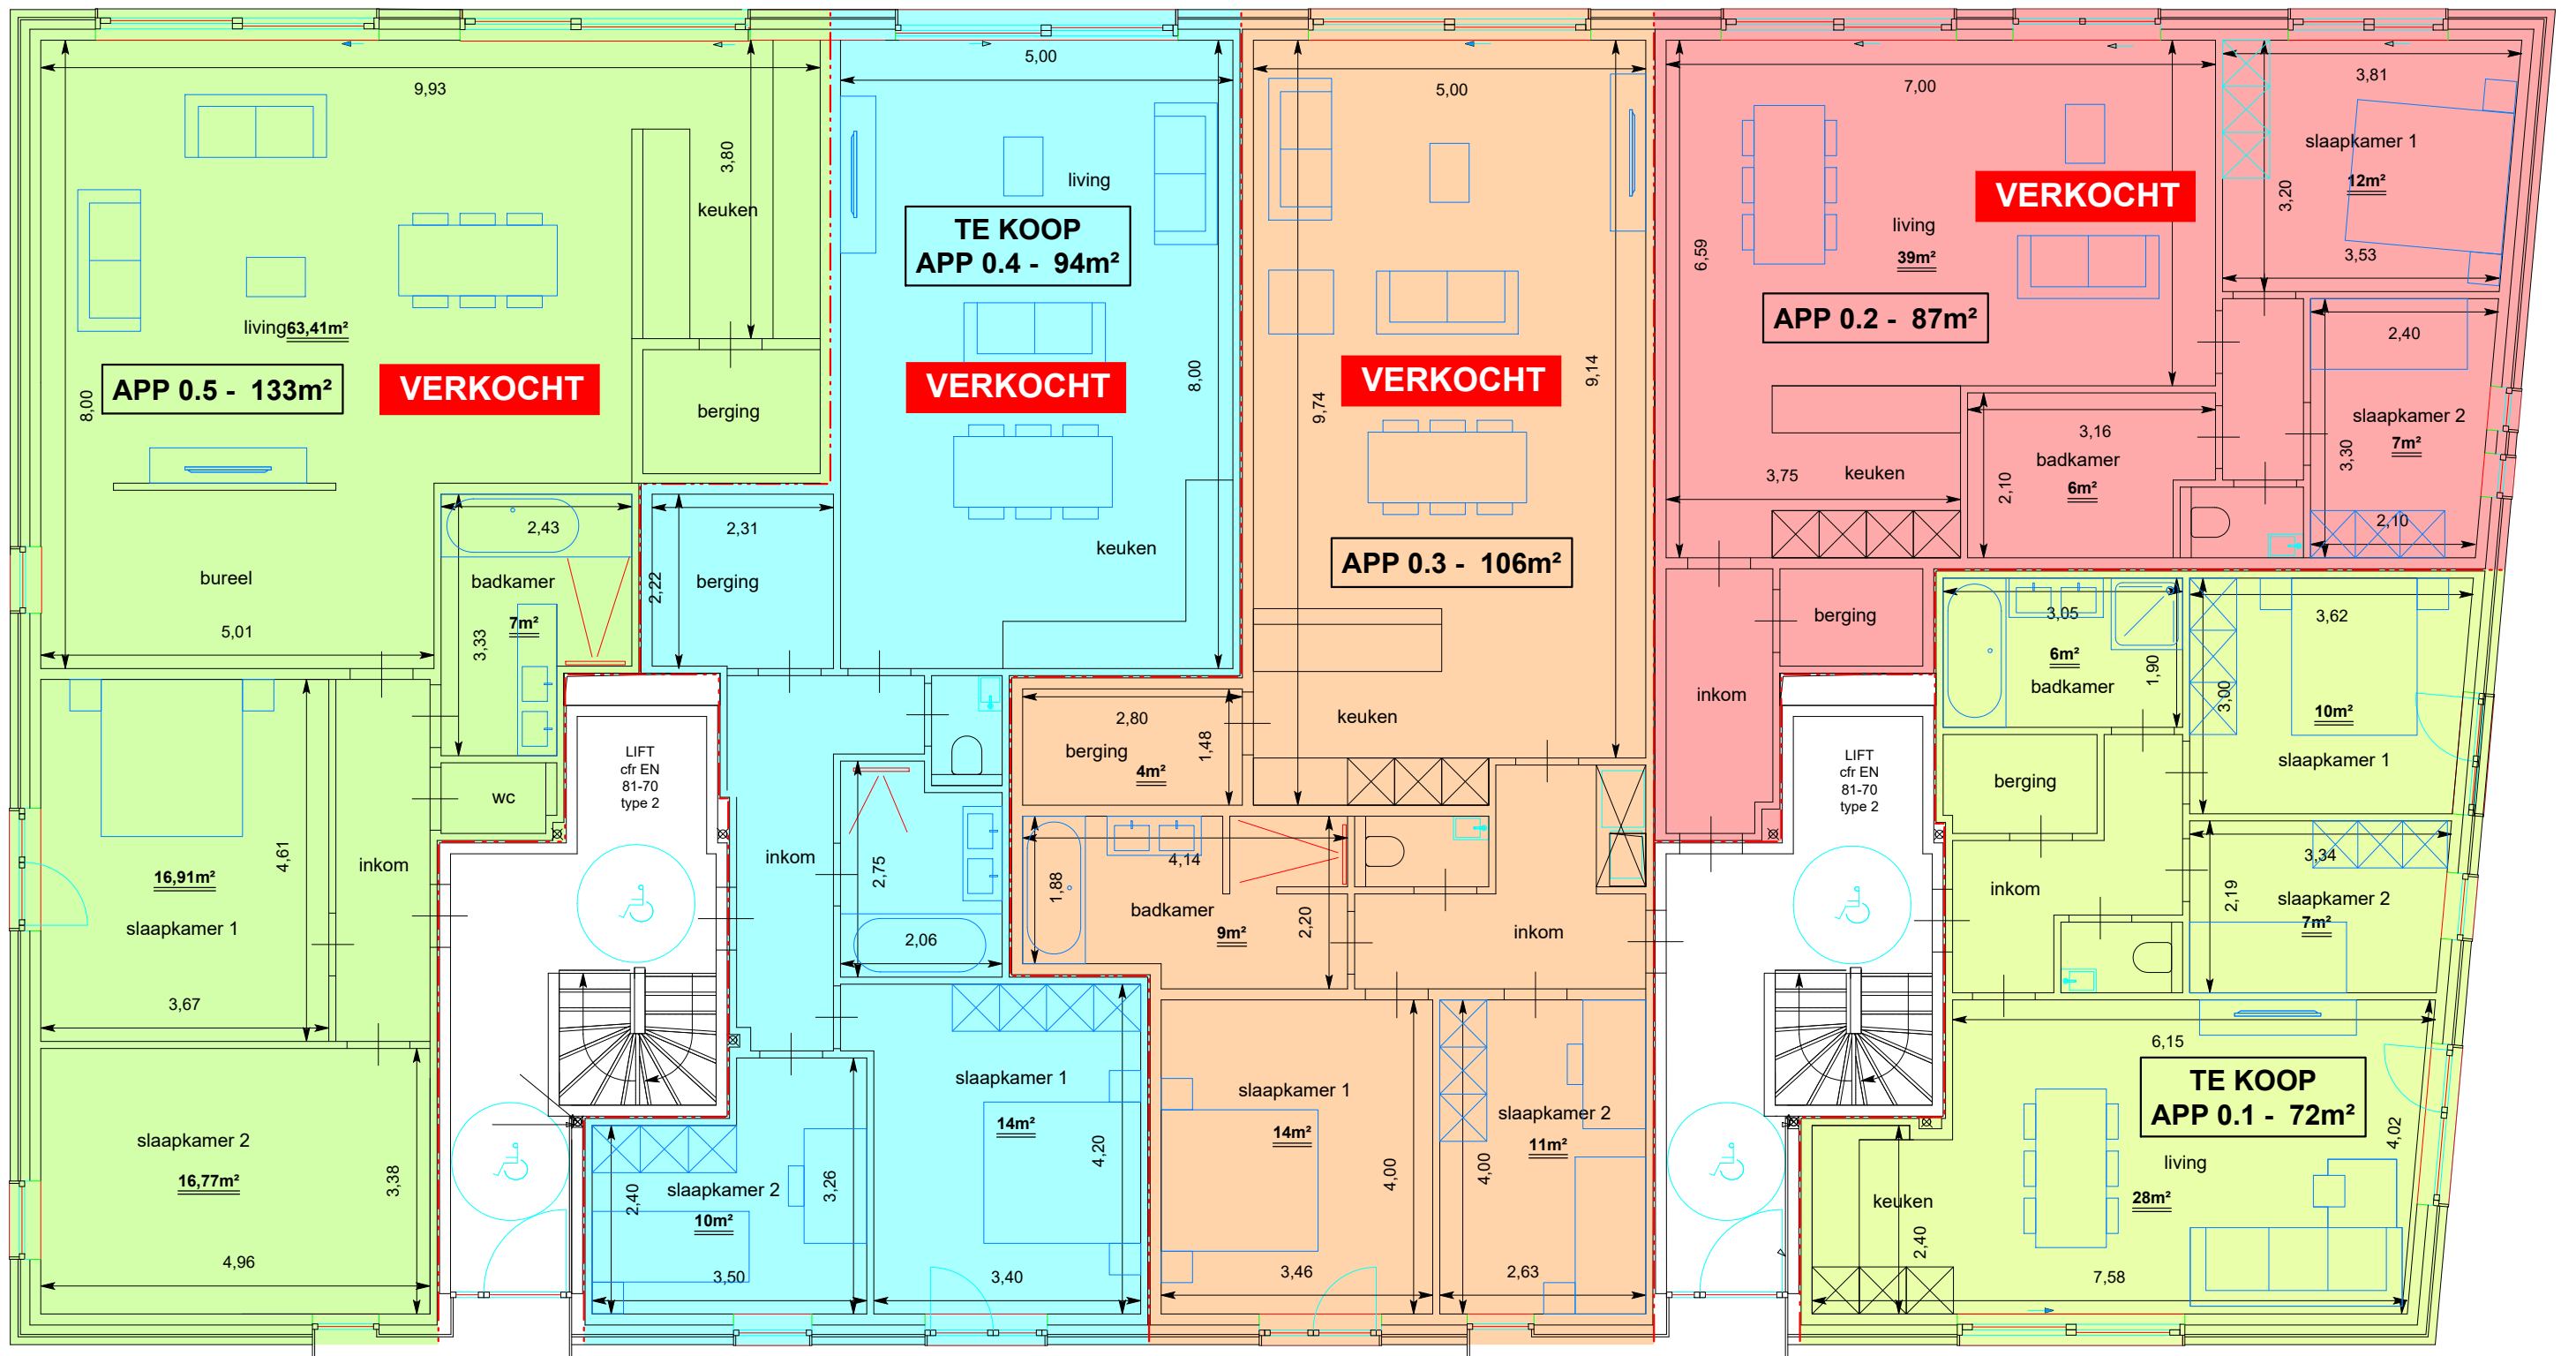 9,93
3,80
keuken
living 63,41m²
APP 0.5 - 133m²
VERKOCHT
8,00
berging
bureel
5,01
2,43
badkamer
7m²
3,33
wc
inkom
4,61
16,91m²
slaapkamer 1
3,67
slaapkamer 2
16,77m²
3,38
4,96
LIFT
cfr EN
81-70
type 2
5,00
living
TE KOOP
APP 0.4 - 94m²
VERKOCHT
8,00
keuken
2,31
berging
2,22
inkom
2,75
2,06
slaapkamer 1
14m²
4,20
3,40
slaapkamer 2
10m²
2,40
3,26
3,50
5,00
VERKOCHT
9,14
9,74
APP 0.3 - 106m²
keuken
2,80
berging
4m²
1,48
4,14
1,88
badkamer
9m²
2,20
inkom
slaapkamer 1
14m²
4,00
3,46
slaapkamer 2
11m²
4,00
2,63
7,00
VERKOCHT
living
39m²
6,59
APP 0.2 - 87m²
3,75
keuken
3,16
badkamer
6m²
2,10
3,81
slaapkamer 1
12m²
3,20
3,53
2,40
slaapkamer 2
7m²
3,30
2,10
berging
inkom
LIFT
cfr EN
81-70
type 2
3,05
6m²
1,90
badkamer
3,62
3,00
10m²
slaapkamer 1
berging
inkom
3,34
2,19
slaapkamer 2
7m²
6,15
TE KOOP
APP 0.1 - 72m²
4,02
living
28m²
keuken
2,40
7,58